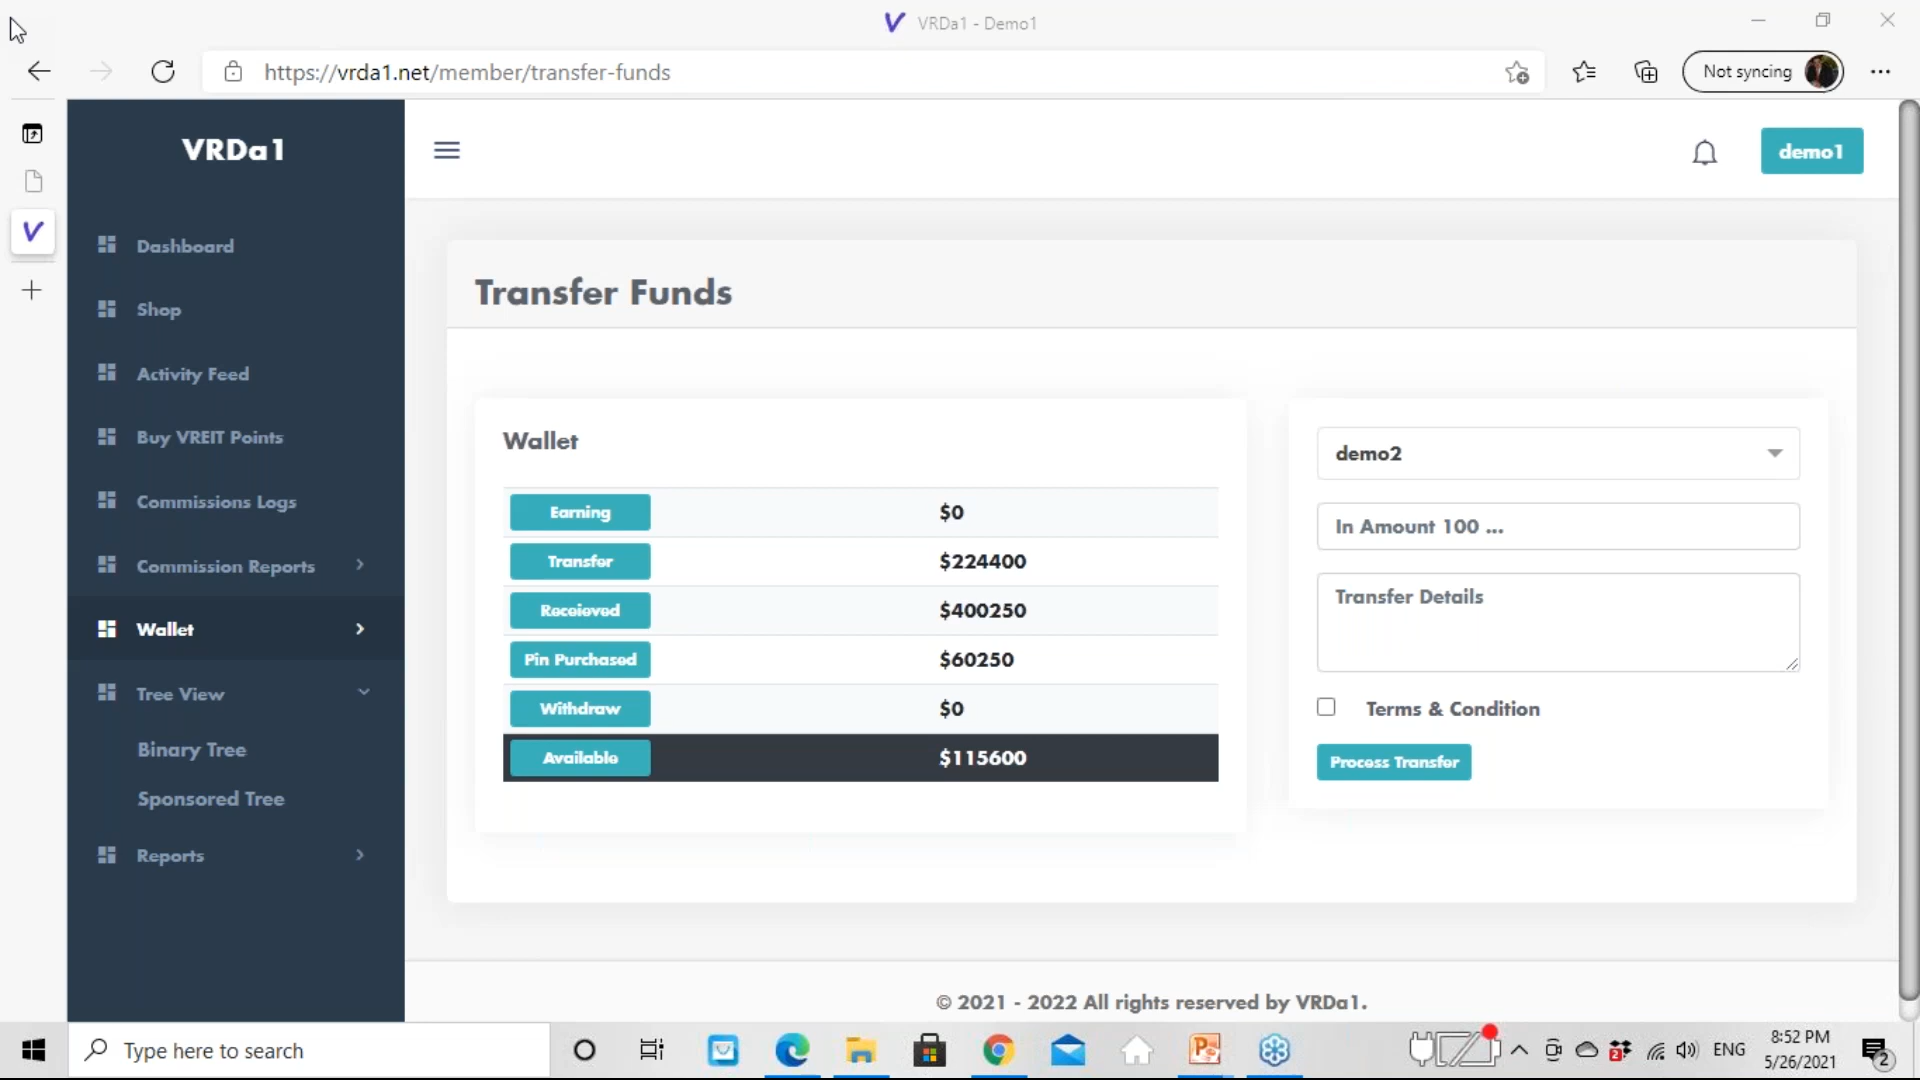 VRDa1 - Demo1
https://vrda1.net/member/transfer-funds
Not syncing
VRDa1
demo1
Dashboard
Shop
Activity Feed
Buy VREIT Points
Commissions Logs
Commission Reports
Wallet
Tree View
Binary Tree
Sponsored Tree
Reports
Transfer Funds
Wallet
Earning $0
Transfer $224400
Receieved $400250
Pin Purchased $60250
Withdraw $0
Available $115600
demo2
In Amount 100 ...
Transfer Details
Terms & Condition
Process Transfer
© 2021 - 2022 All rights reserved by VRDa1.
Type here to search
ENG
8:52 PM
5/26/2021
2
2